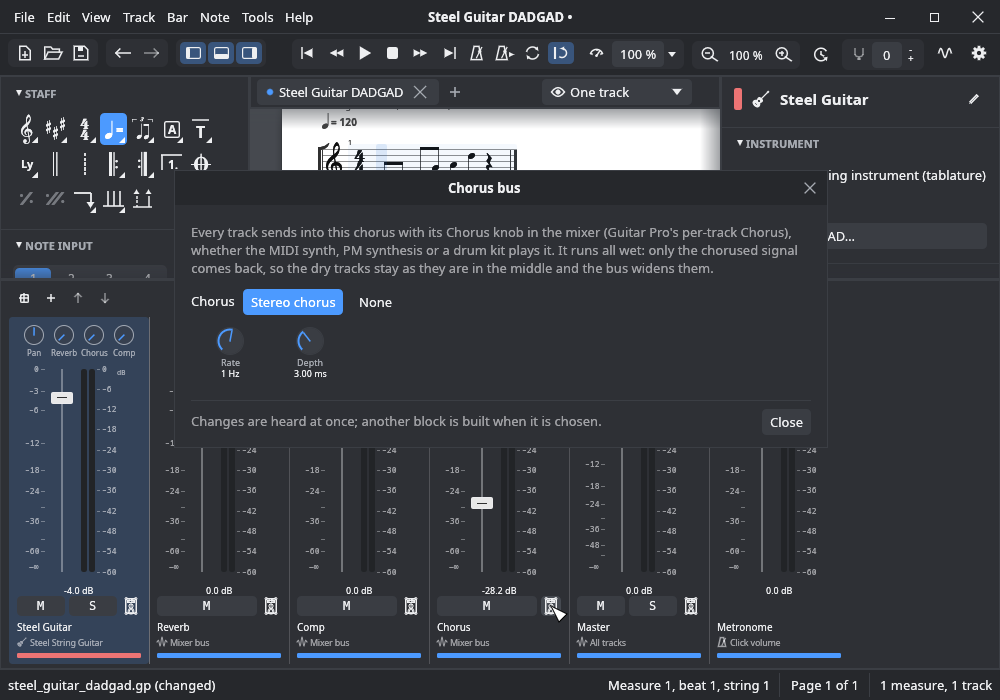 File Edit View Track Bar Note Tools Help
Steel Guitar DADGAD •
100 %
100 %
0
STAFF
Steel Guitar DADGAD
One track
Steel Guitar
= 120
INSTRUMENT
Ly
1.
ing instrument (tablature)
Chorus bus
Every track sends into this chorus with its Chorus knob in the mixer (Guitar Pro's per-track Chorus),
whether the MIDI synth, PM synthesis or a drum kit plays it. It runs all wet: only the chorused signal
comes back, so the dry tracks stay as they are in the middle and the bus widens them.
AD...
NOTE INPUT
Chorus Stereo chorus None
Pan Reverb Chorus Comp
Rate
1 Hz
Depth
3.00 ms
dB
Changes are heard at once; another block is built when it is chosen.
Close
-4.0 dB 0.0 dB 0.0 dB -28.2 dB 0.0 dB 0.0 dB
M S M M M M S
Steel Guitar Reverb Comp Chorus Master Metronome
Steel String Guitar Mixer bus Mixer bus Mixer bus All tracks Click volume
steel_guitar_dadgad.gp (changed)
Measure 1, beat 1, string 1
Page 1 of 1
1 measure, 1 track